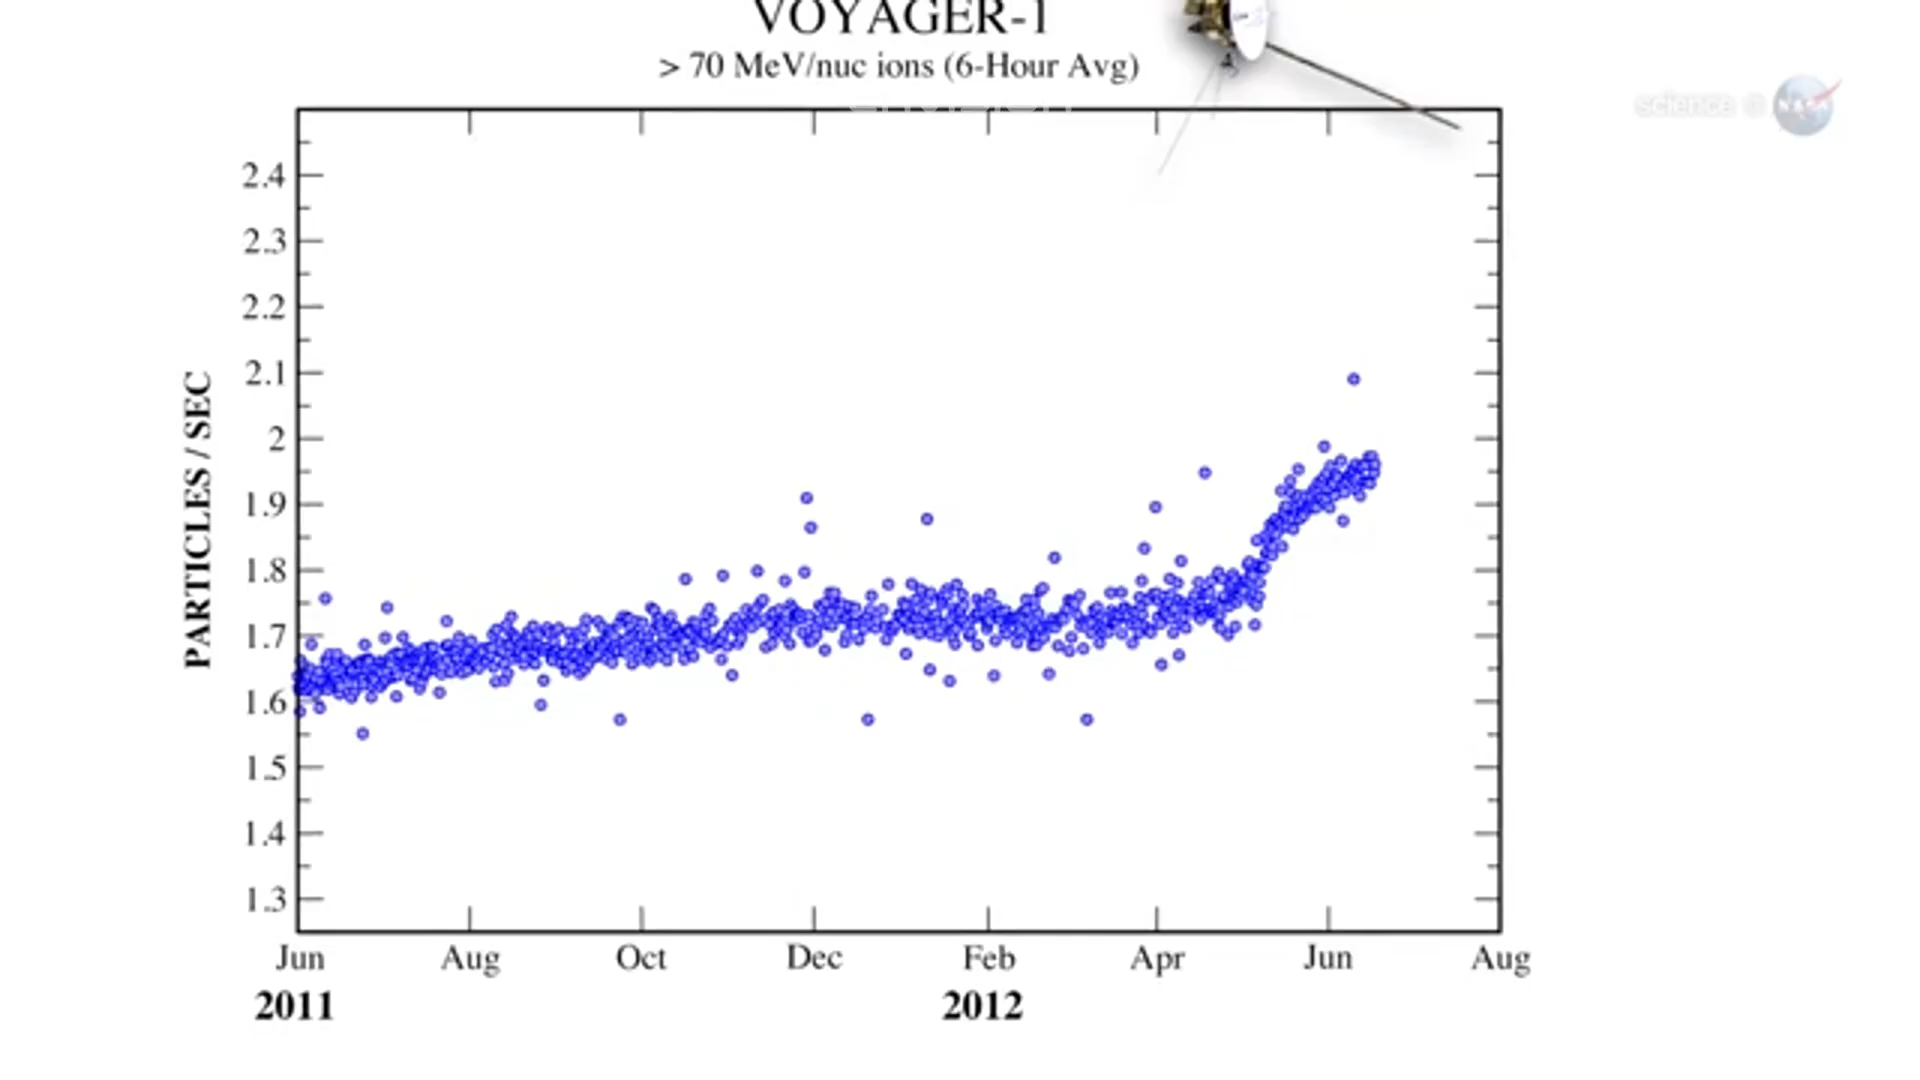 VOYAGER-1
> 70 MeV/nuc ions (6-Hour Avg)
science @ NASA
PARTICLES / SEC
2.4
2.3
2.2
2.1
2
1.9
1.8
1.7
1.6
1.5
1.4
1.3
Jun Aug Oct Dec Feb Apr Jun Aug
2011 2012